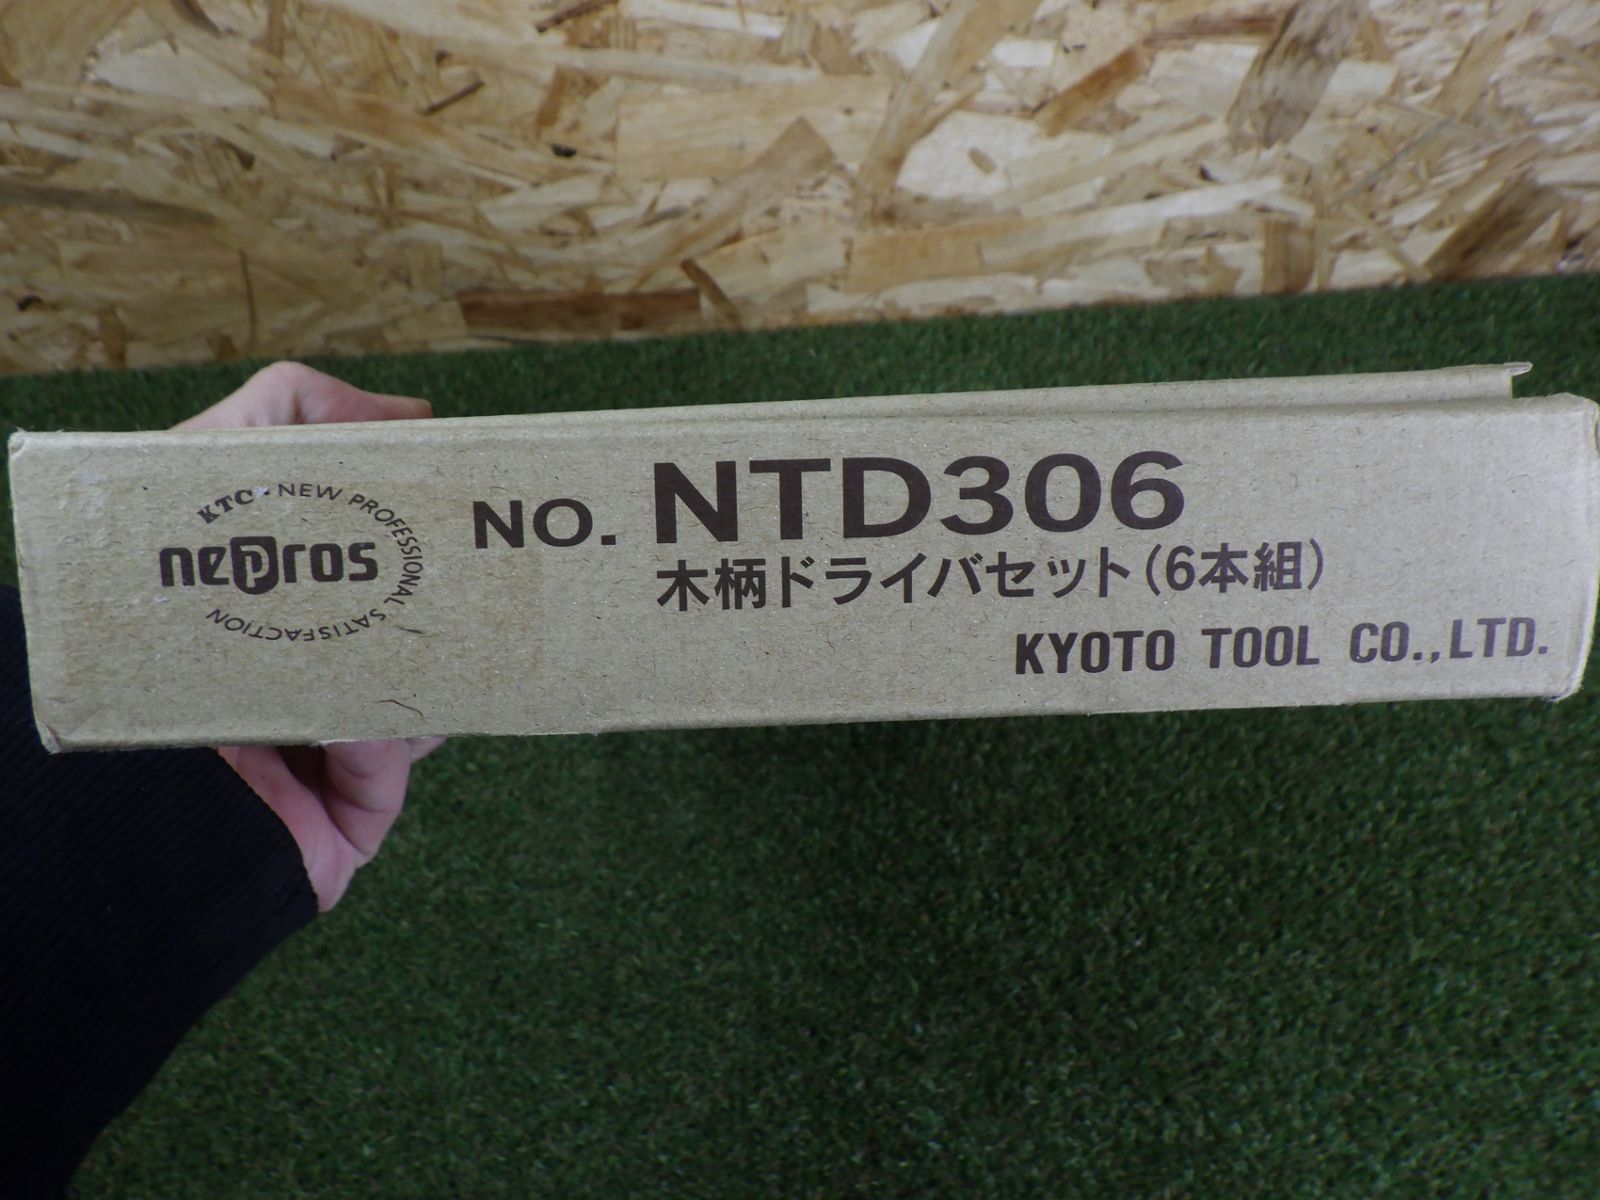 KTC・NEW PROFESSIONAL SATISFACTION
nepros
NO. NTD306
木柄ドライバセット(6本組)
KYOTO TOOL CO.,LTD.